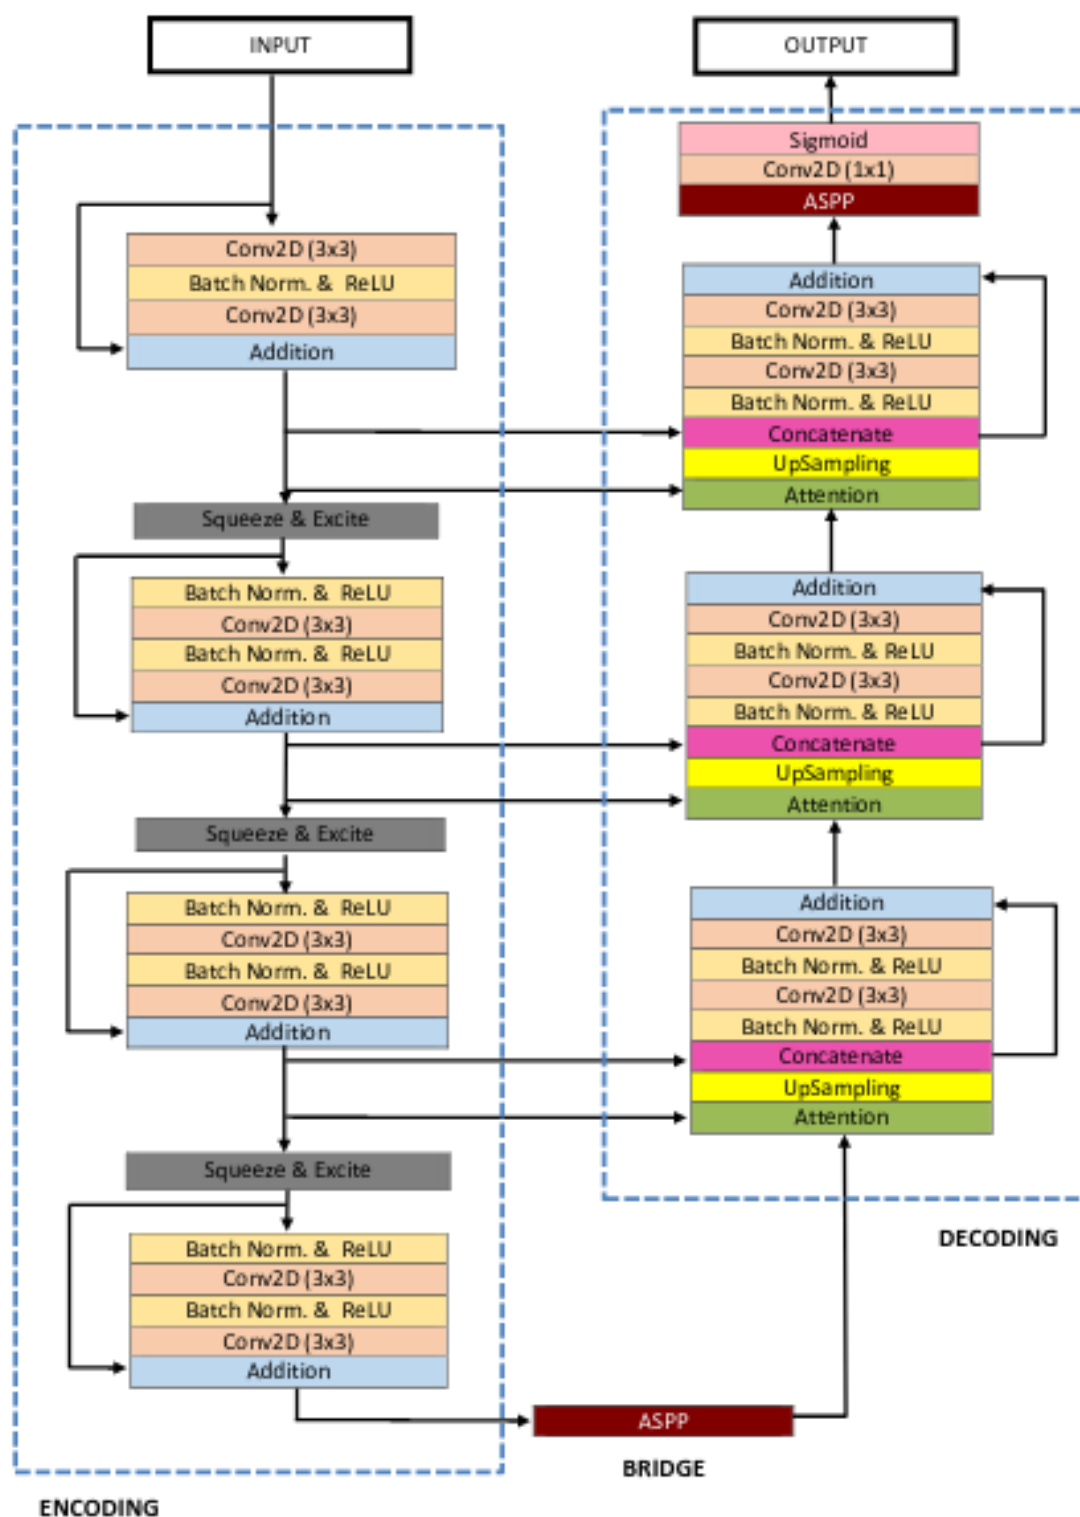 INPUT
Conv2D (3x3)
Batch Norm. & ReLU
Conv2D (3x3)
Addition
Squeeze & Excite
Batch Norm. & ReLU
Conv2D (3x3)
Batch Norm. & ReLU
Conv2D (3x3)
Addition
Squeeze & Excite
Batch Norm. & ReLU
Conv2D (3x3)
Batch Norm. & ReLU
Conv2D (3x3)
Addition
Squeeze & Excite
Batch Norm. & ReLU
Conv2D (3x3)
Batch Norm. & ReLU
Conv2D (3x3)
Addition
ENCODING
ASPP
BRIDGE
OUTPUT
Sigmoid
Conv2D (1x1)
ASPP
Addition
Conv2D (3x3)
Batch Norm. & ReLU
Conv2D (3x3)
Batch Norm. & ReLU
Concatenate
UpSampling
Attention
Addition
Conv2D (3x3)
Batch Norm. & ReLU
Conv2D (3x3)
Batch Norm. & ReLU
Concatenate
UpSampling
Attention
Addition
Conv2D (3x3)
Batch Norm. & ReLU
Conv2D (3x3)
Batch Norm. & ReLU
Concatenate
UpSampling
Attention
DECODING